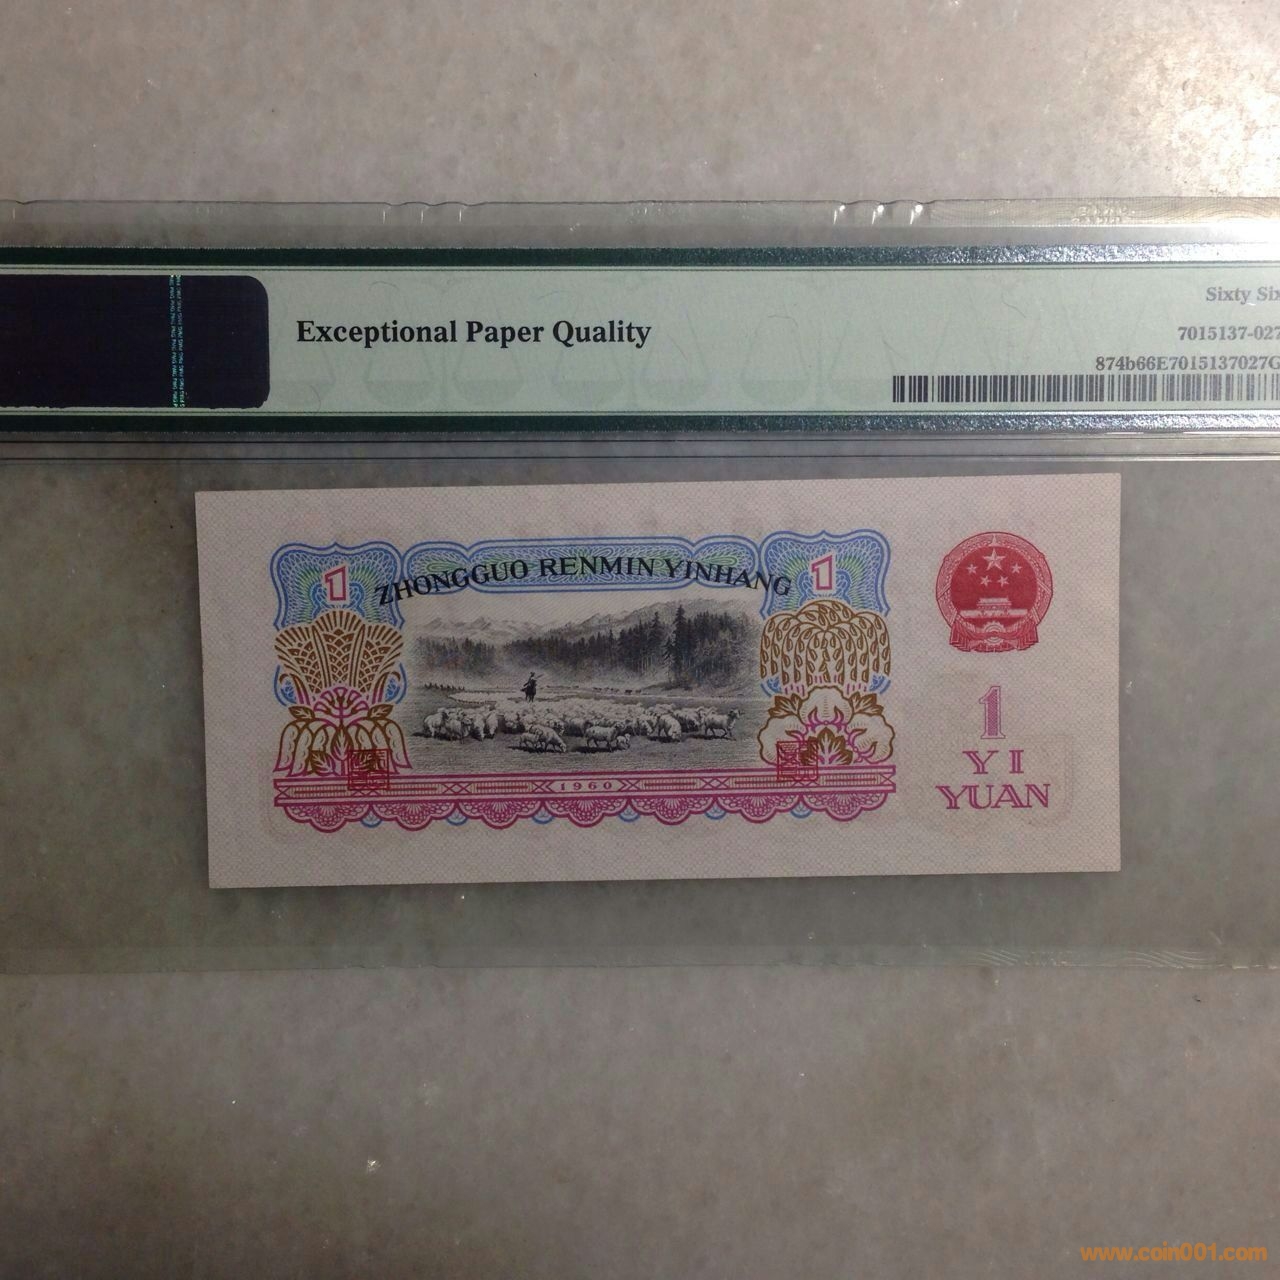 Sixty Six
Exceptional Paper Quality
7015137-027
874b66E7015137027G
1 ZHONGGUO RENMIN YINHANG 1
1
YI
YUAN
1960
www.coin001.com